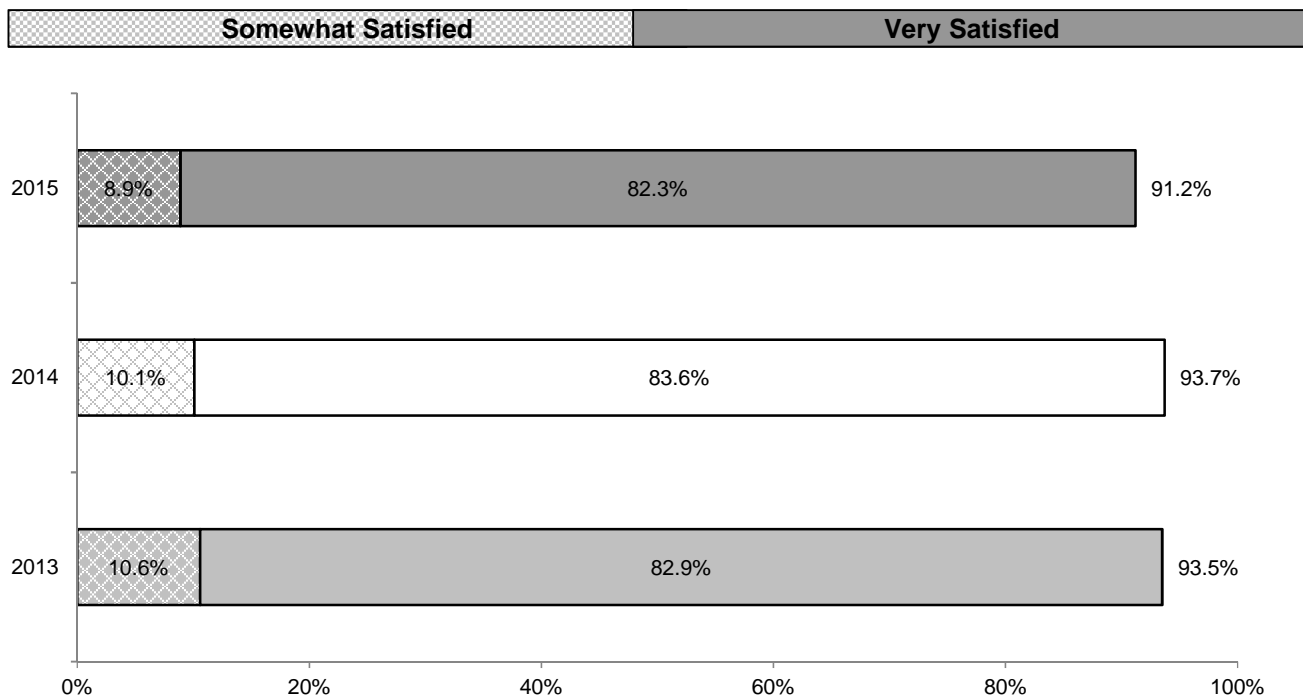 Somewhat Satisfied Very Satisfied
2015 8.9% 82.3% 91.2%
2014 10.1% 83.6% 93.7%
2013 10.6% 82.9% 93.5%
0% 20% 40% 60% 80% 100%